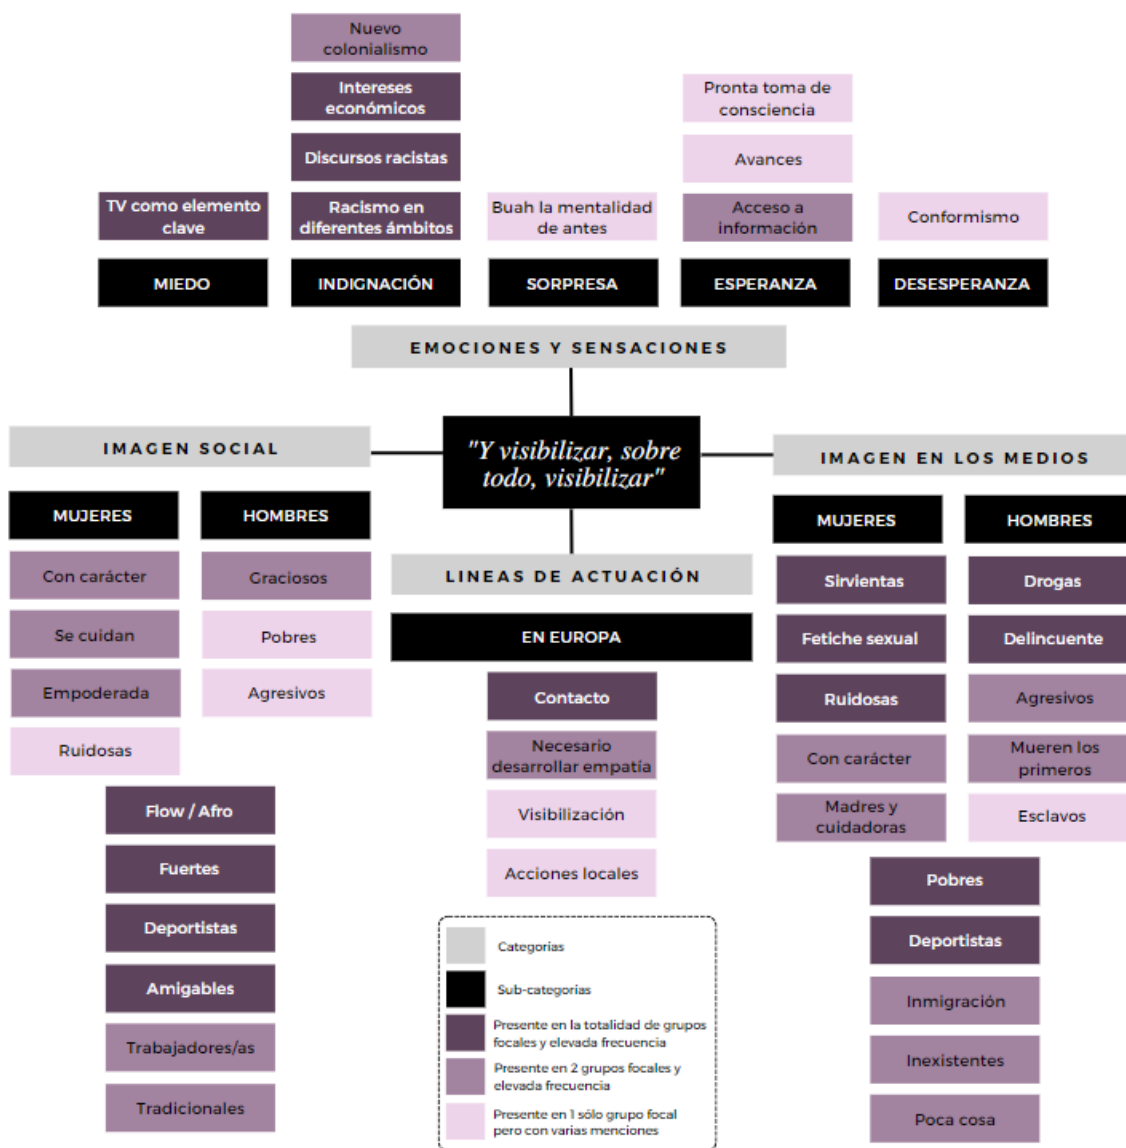 Nuevo
colonialismo
Intereses
económicos
Pronta toma de
consciencia
Discursos racistas
Avances
TV como elemento
clave
Racismo en
diferentes ámbitos
Buah la mentalidad
de antes
Acceso a
información
Conformismo
MIEDO
INDIGNACIÓN
SORPRESA
ESPERANZA
DESESPERANZA
EMOCIONES Y SENSACIONES
"Y visibilizar, sobre
todo, visibilizar"
IMAGEN SOCIAL
MUJERES
HOMBRES
Con carácter
Graciosos
Se cuidan
Pobres
Empoderada
Agresivos
Ruidosas
Flow / Afro
Fuertes
Deportistas
Amigables
Trabajadores/as
Tradicionales
LINEAS DE ACTUACIÓN
EN EUROPA
Contacto
Necesario
desarrollar empatía
Visibilización
Acciones locales
IMAGEN EN LOS MEDIOS
MUJERES
HOMBRES
Sirvientas
Drogas
Fetiche sexual
Delincuente
Ruidosas
Agresivos
Con carácter
Mueren los
primeros
Madres y
cuidadoras
Esclavos
Pobres
Deportistas
Inmigración
Inexistentes
Poca cosa
Categorias
Sub-categorias
Presente en la totalidad de grupos
focales y elevada frecuencia
Presente en 2 grupos focales y
elevada frecuencia
Presente en 1 sólo grupo focal
pero con varias menciones